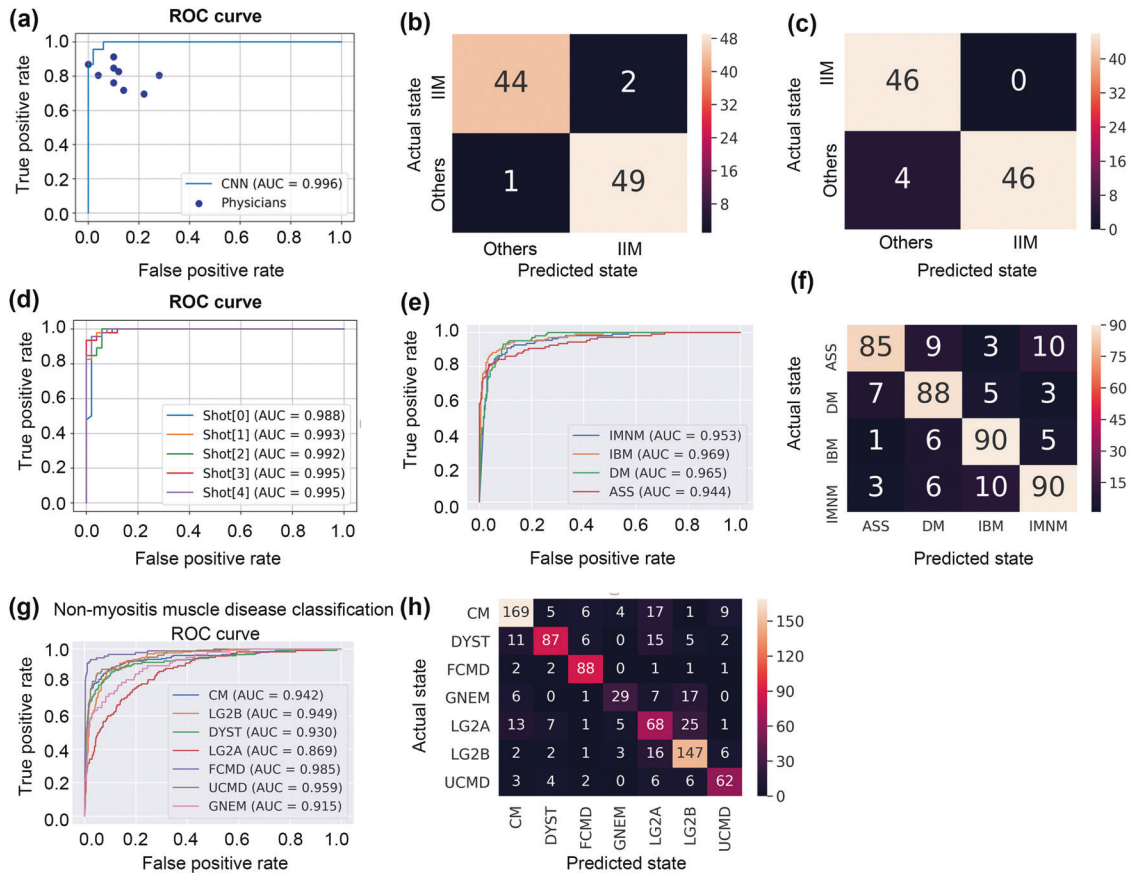 (a)
ROC curve
1.0
0.8
0.6
0.4
0.2
0.0
True positive rate
CNN (AUC = 0.996)
Physicians
0.0 0.2 0.4 0.6 0.8 1.0
False positive rate
(b)
Actual state
IIM
Others
44 2
1 49
Others IIM
Predicted state
48
40
32
24
16
8
(c)
Actual state
IIM
Others
46 0
4 46
Others IIM
Predicted state
40
30
20
10
0
(d)
ROC curve
1.0
0.8
0.6
0.4
0.2
0.0
True positive rate
Shot[0] (AUC = 0.988)
Shot[1] (AUC = 0.993)
Shot[2] (AUC = 0.992)
Shot[3] (AUC = 0.995)
Shot[4] (AUC = 0.995)
0.0 0.2 0.4 0.6 0.8 1.0
False positive rate
(e)
1.0
0.8
0.6
0.4
0.2
0.0
True positive rate
IMNM (AUC = 0.953)
IBM (AUC = 0.969)
DM (AUC = 0.965)
ASS (AUC = 0.944)
0.0 0.2 0.4 0.6 0.8 1.0
False positive rate
(f)
Actual state
ASS 85 9 3 10
DM 7 88 5 3
IBM 1 6 90 5
IMNM 3 6 10 90
ASS DM IBM IMNM
Predicted state
90
75
60
45
30
15
(g)
Non-myositis muscle disease classification
ROC curve
1.0
0.8
0.6
0.4
0.2
0.0
True positive rate
CM (AUC = 0.942)
LG2B (AUC = 0.949)
DYST (AUC = 0.930)
LG2A (AUC = 0.869)
FCMD (AUC = 0.985)
UCMD (AUC = 0.959)
GNEM (AUC = 0.915)
0.0 0.2 0.4 0.6 0.8 1.0
False positive rate
(h)
Actual state
CM 169 5 6 4 17 1 9
DYST 11 87 6 0 15 5 2
FCMD 2 2 88 0 1 1 1
GNEM 6 0 1 29 7 17 0
LG2A 13 7 1 5 68 25 1
LG2B 2 2 1 3 16 147 6
UCMD 3 4 2 0 6 6 62
CM DYST FCMD GNEM LG2A LG2B UCMD
Predicted state
150
120
90
60
30
0